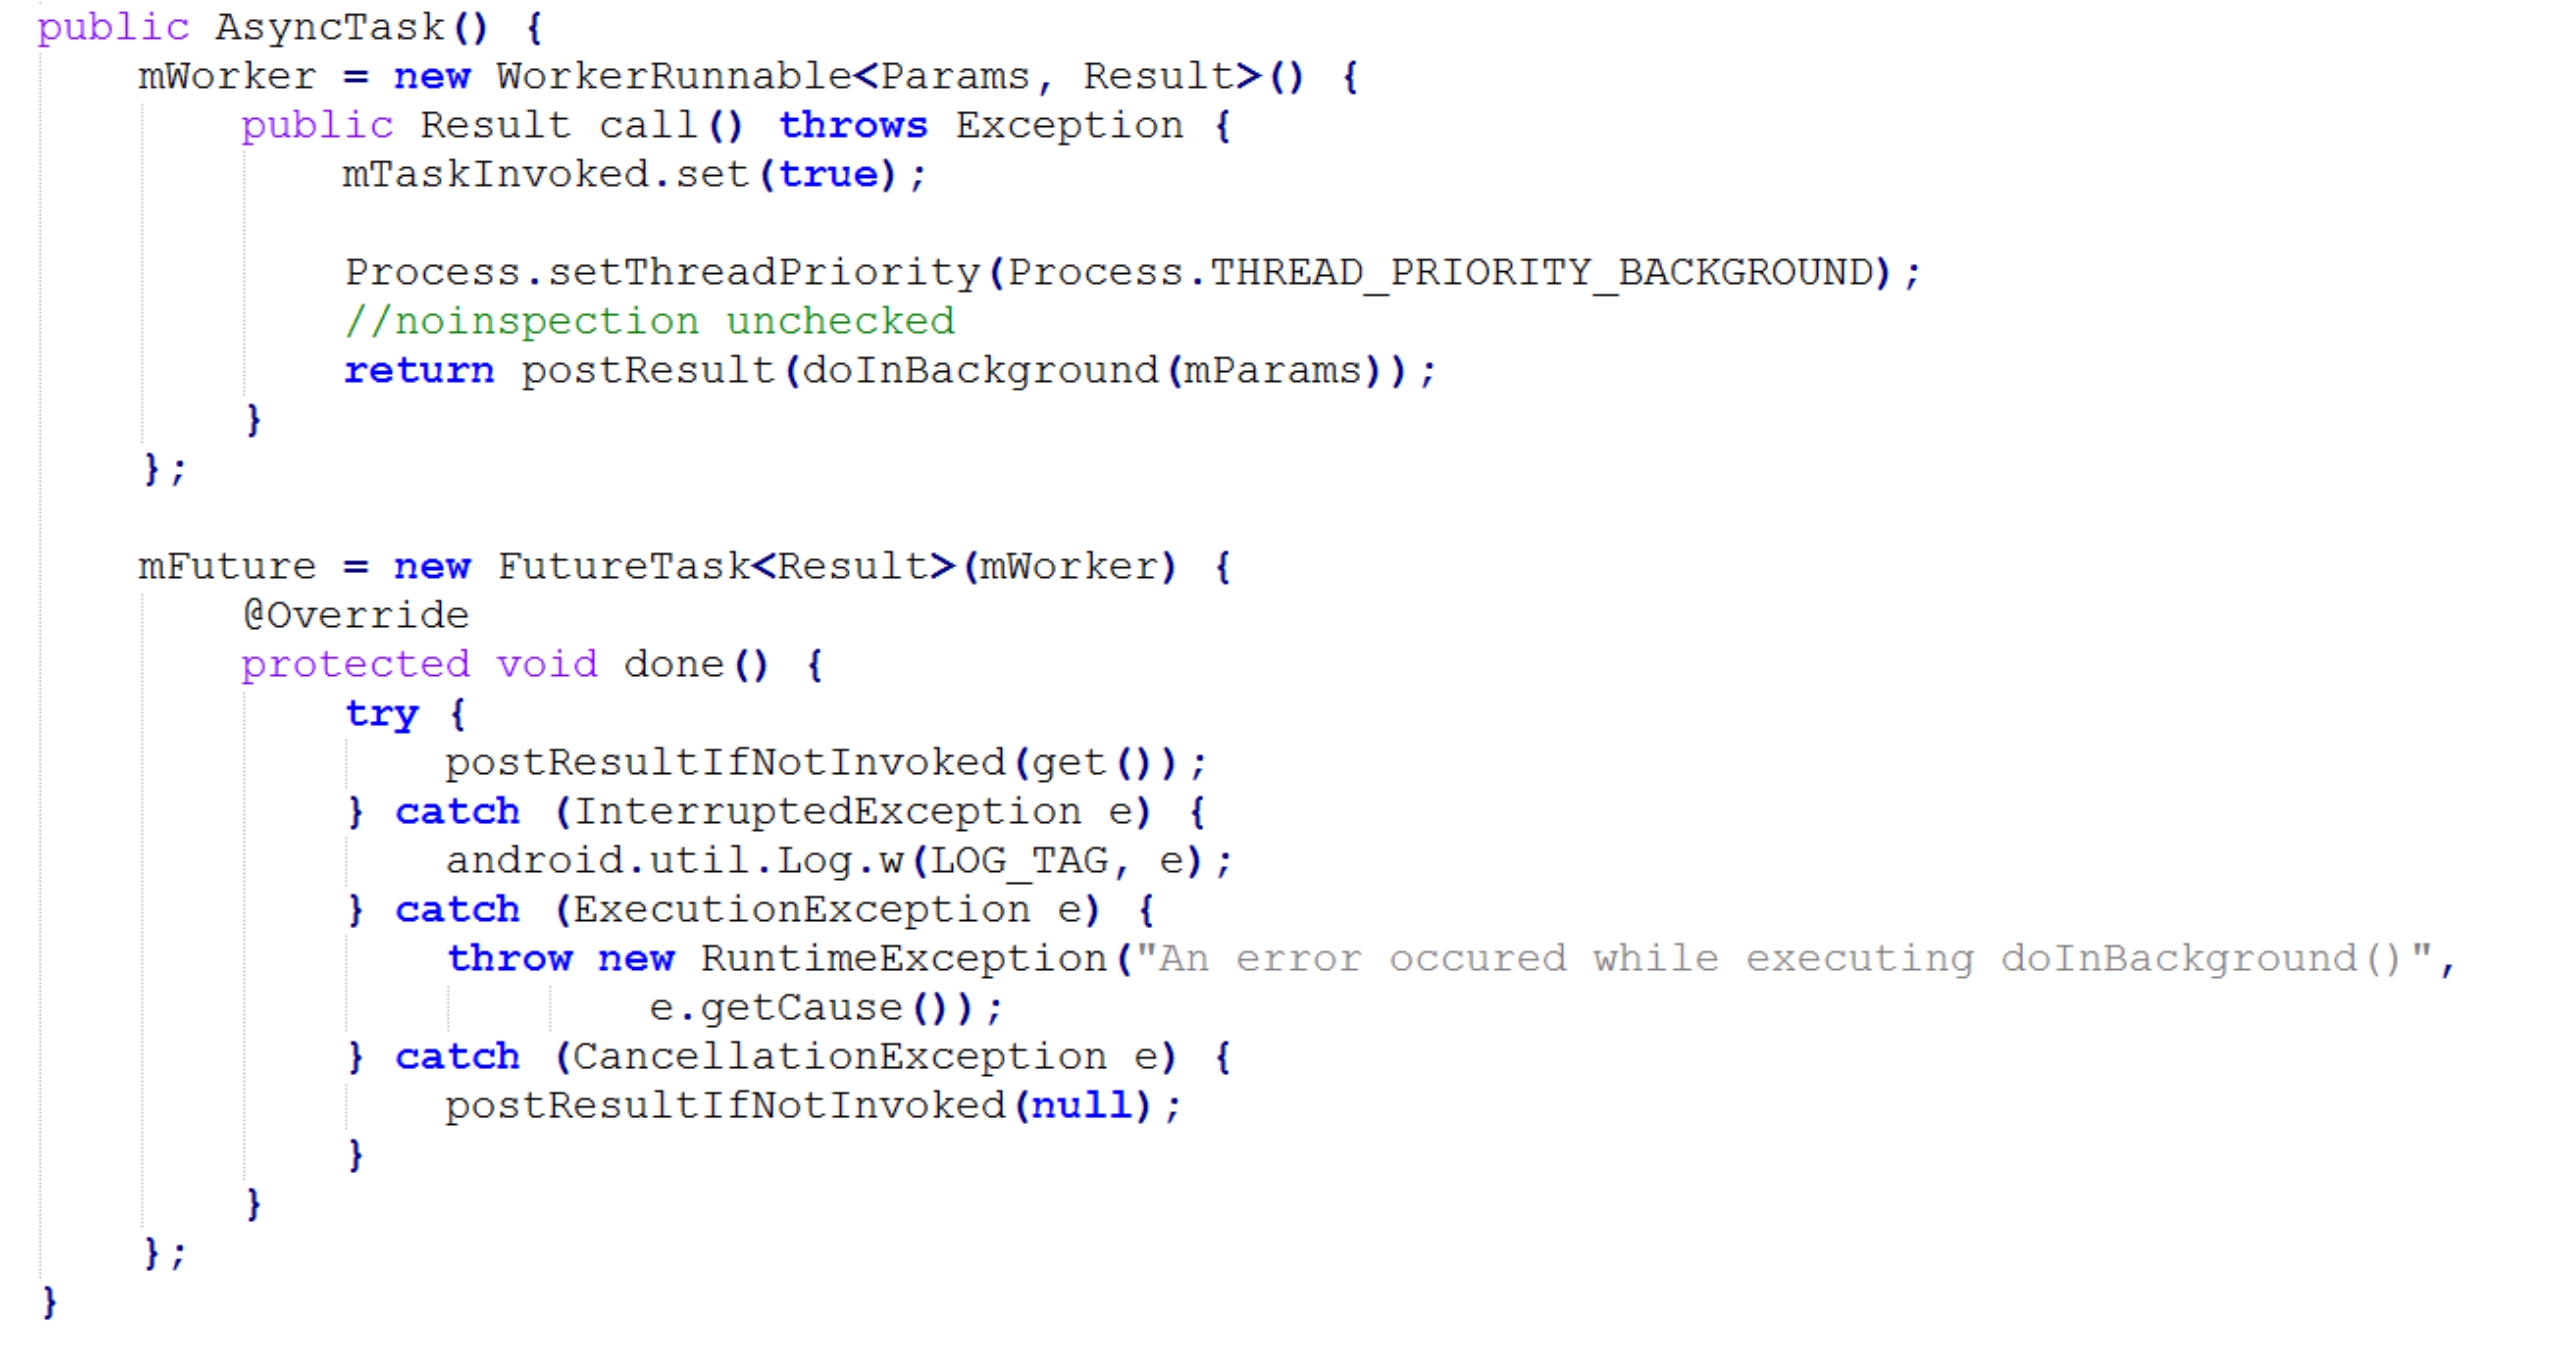 public AsyncTask() {
    mWorker = new WorkerRunnable<Params, Result>() {
        public Result call() throws Exception {
            mTaskInvoked.set(true);

            Process.setThreadPriority(Process.THREAD_PRIORITY_BACKGROUND);
            //noinspection unchecked
            return postResult(doInBackground(mParams));
        }
    };

    mFuture = new FutureTask<Result>(mWorker) {
        @Override
        protected void done() {
            try {
                postResultIfNotInvoked(get());
            } catch (InterruptedException e) {
                android.util.Log.w(LOG_TAG, e);
            } catch (ExecutionException e) {
                throw new RuntimeException("An error occured while executing doInBackground()",
                        e.getCause());
            } catch (CancellationException e) {
                postResultIfNotInvoked(null);
            }
        }
    };
}